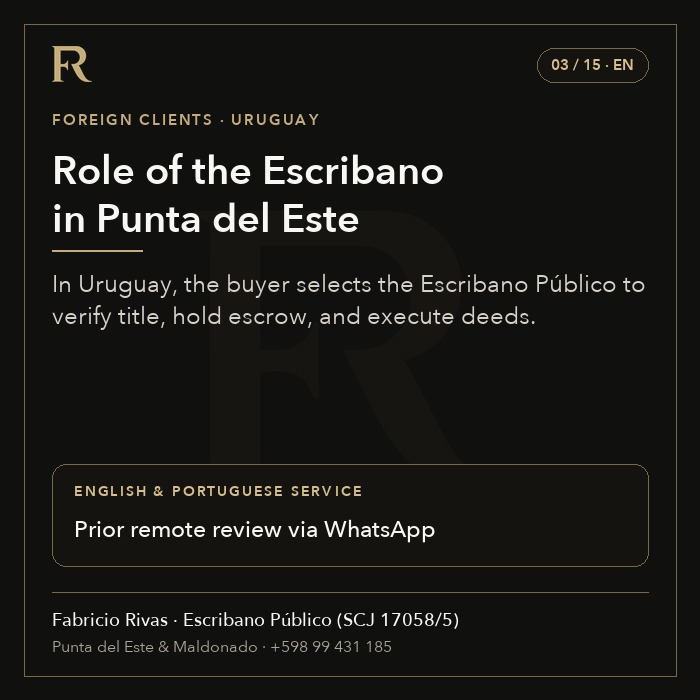 R
03 / 15 · EN
FOREIGN CLIENTS · URUGUAY
Role of the Escribano
in Punta del Este
In Uruguay, the buyer selects the Escribano Público to
verify title, hold escrow, and execute deeds.
ENGLISH & PORTUGUESE SERVICE
Prior remote review via WhatsApp
Fabricio Rivas · Escribano Público (SCJ 17058/5)
Punta del Este & Maldonado · +598 99 431 185